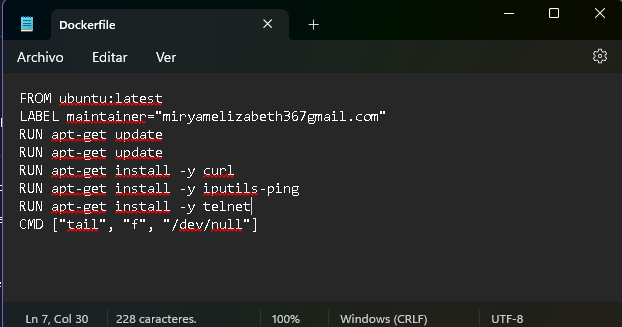 Dockerfile
Archivo Editar Ver
FROM ubuntu:latest
LABEL maintainer="miryamelizabeth367gmail.com"
RUN apt-get update
RUN apt-get update
RUN apt-get install -y curl
RUN apt-get install -y iputils-ping
RUN apt-get install -y telnet
CMD ["tail", "f", "/dev/null"]
Ln 7, Col 30 228 caracteres. 100% Windows (CRLF) UTF-8